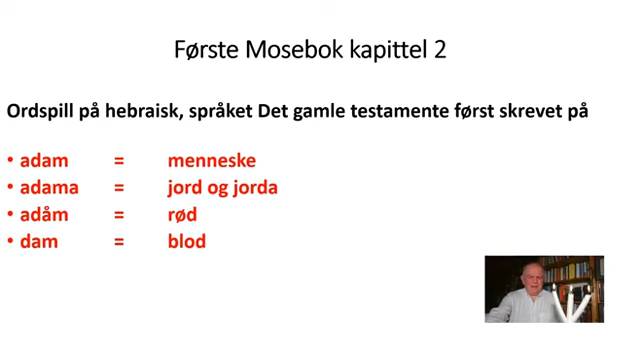 Første Mosebok kapittel 2
Ordspill på hebraisk, språket Det gamle testamente først skrevet på
• adam = menneske
• adama = jord og jorda
• adåm = rød
• dam = blod